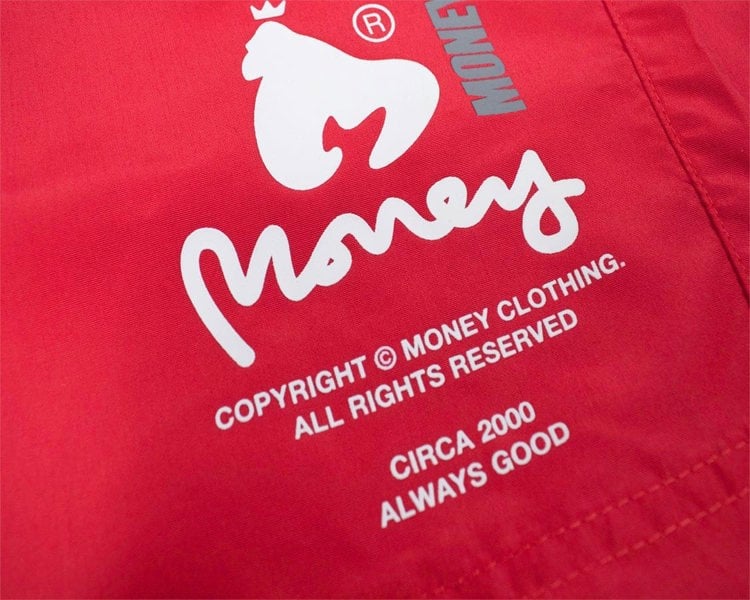 ®
MONEY
Money
COPYRIGHT © MONEY CLOTHING.
ALL RIGHTS RESERVED
CIRCA 2000
ALWAYS GOOD